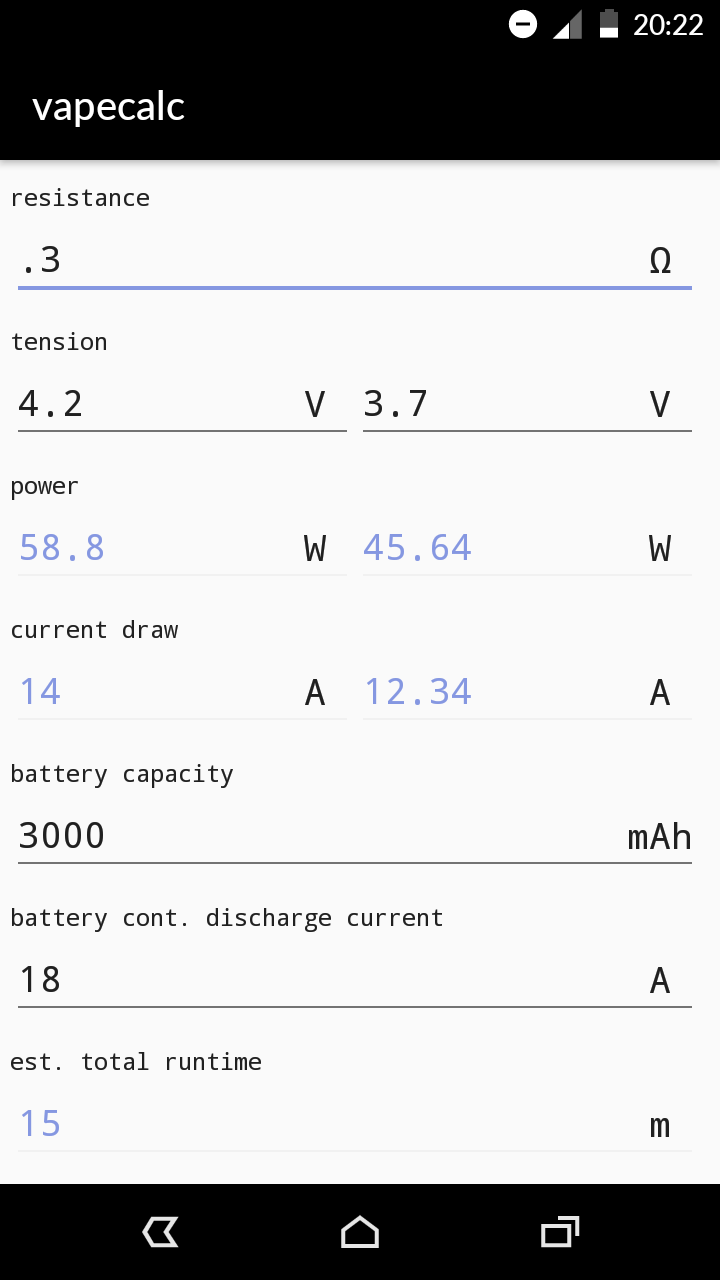 20:22
vapecalc
resistance
.3 Ω
tension
4.2 V 3.7 V
power
58.8 W 45.64 W
current draw
14 A 12.34 A
battery capacity
3000 mAh
battery cont. discharge current
18 A
est. total runtime
15 m